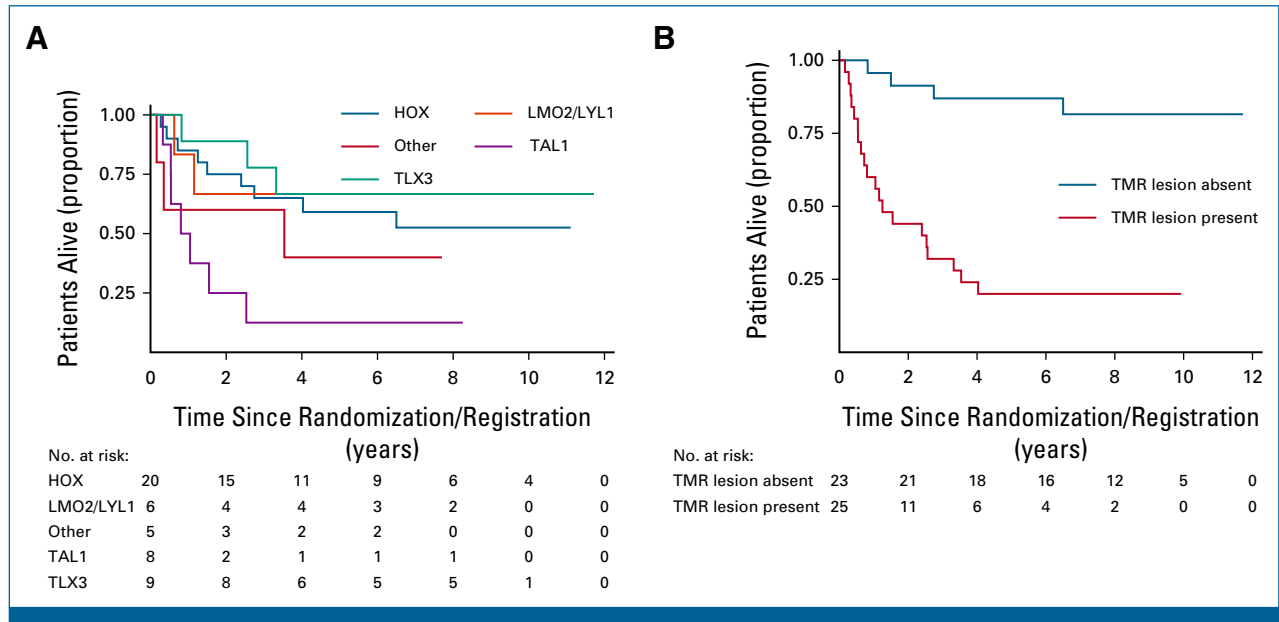 A
Patients Alive (proportion)
1.00
0.75
0.50
0.25
HOX
LMO2/LYL1
Other
TAL1
TLX3
0 2 4 6 8 10 12
Time Since Randomization/Registration
(years)
No. at risk:
HOX 20 15 11 9 6 4 0
LMO2/LYL1 6 4 4 3 2 0 0
Other 5 3 2 2 0 0 0
TAL1 8 2 1 1 1 0 0
TLX3 9 8 6 5 5 1 0
B
Patients Alive (proportion)
1.00
0.75
0.50
0.25
TMR lesion absent
TMR lesion present
0 2 4 6 8 10 12
Time Since Randomization/Registration
(years)
No. at risk:
TMR lesion absent 23 21 18 16 12 5 0
TMR lesion present 25 11 6 4 2 0 0